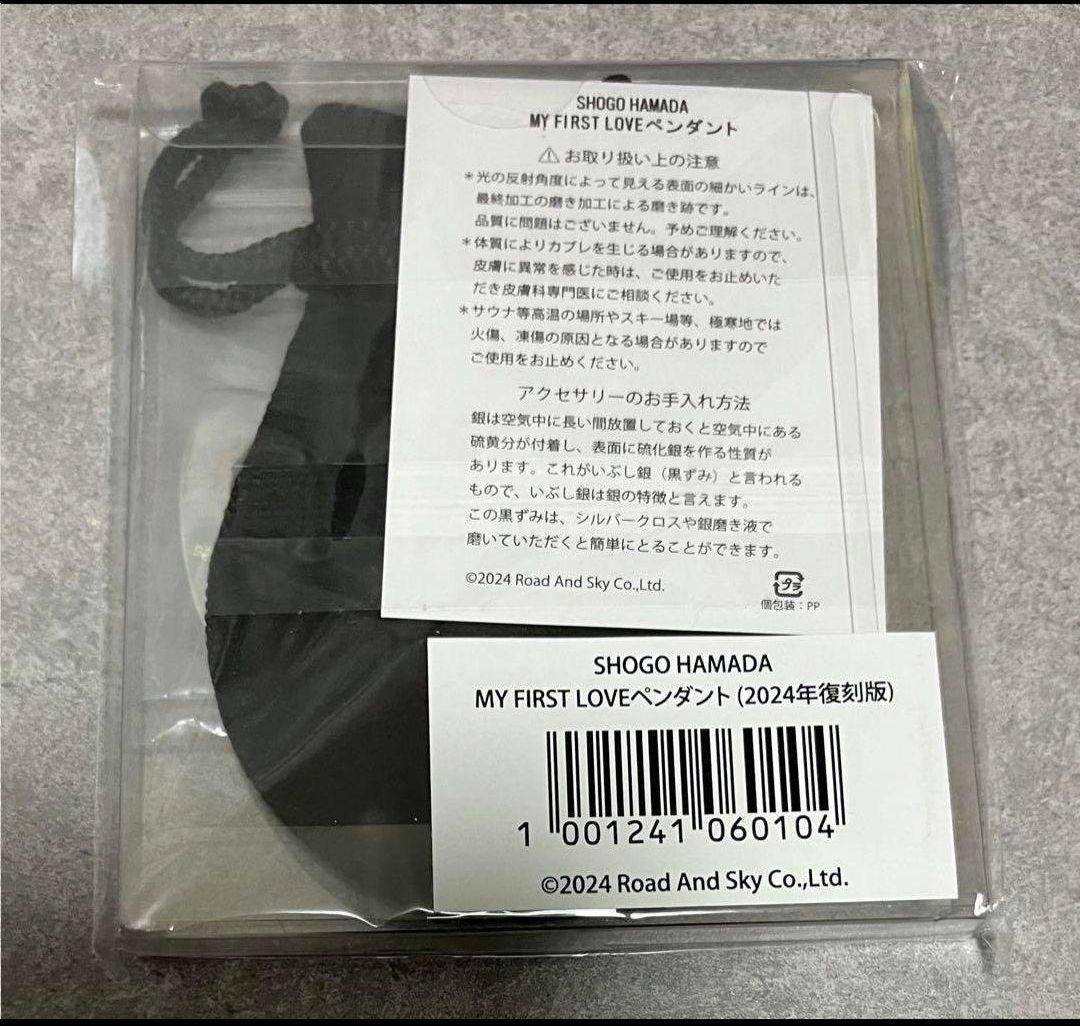 SHOGO HAMADA
MY FIRST LOVEペンダント
⚠お取り扱い上の注意
*光の反射角度によって見える表面の細かいラインは、
最終加工の磨き加工による磨き跡です。
品質に問題はございません。予めご理解ください。
*体質によりカブレを生じる場合がありますので、
皮膚に異常を感じた時は、ご使用をお止めいた
だき皮膚科専門医にご相談ください。
*サウナ等高温の場所やスキー場等、極寒地では
火傷、凍傷の原因となる場合がありますので
ご使用をお止めください。
アクセサリーのお手入れ方法
銀は空気中に長い間放置しておくと空気中にある
硫黄分が付着し、表面に硫化銀を作る性質が
あります。これがいぶし銀（黒ずみ）と言われる
もので、いぶし銀は銀の特徴と言えます。
この黒ずみは、シルバークロスや銀磨き液で
磨いていただくと簡単にとることができます。
©2024 Road And Sky Co.,Ltd.
プラ
個包装：PP
SHOGO HAMADA
MY FIRST LOVEペンダント (2024年復刻版)
1 001241 060104
©2024 Road And Sky Co.,Ltd.